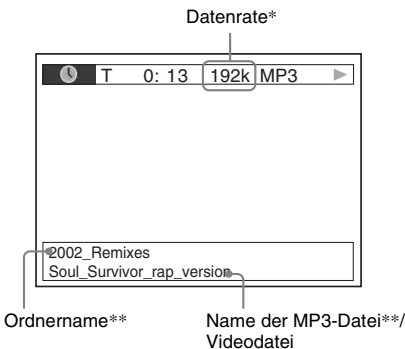 Datenrate*
T 0: 13 192k MP3
2002_Remixes
Soul_Survivor_rap_version
Ordnername**
Name der MP3-Datei**/
Videodatei